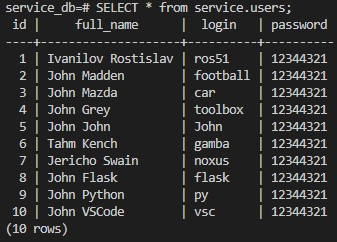 service_db=# SELECT * from service.users;
 id |     full_name      |  login   | password
----+--------------------+----------+----------
  1 | Ivanilov Rostislav | ros51    | 12344321
  2 | John Madden        | football | 12344321
  3 | John Mazda         | car      | 12344321
  4 | John Grey          | toolbox  | 12344321
  5 | John John          | John     | 12344321
  6 | Tahm Kench         | gamba    | 12344321
  7 | Jericho Swain      | noxus    | 12344321
  8 | John Flask         | flask    | 12344321
  9 | John Python        | py       | 12344321
 10 | John VSCode        | vsc      | 12344321
(10 rows)